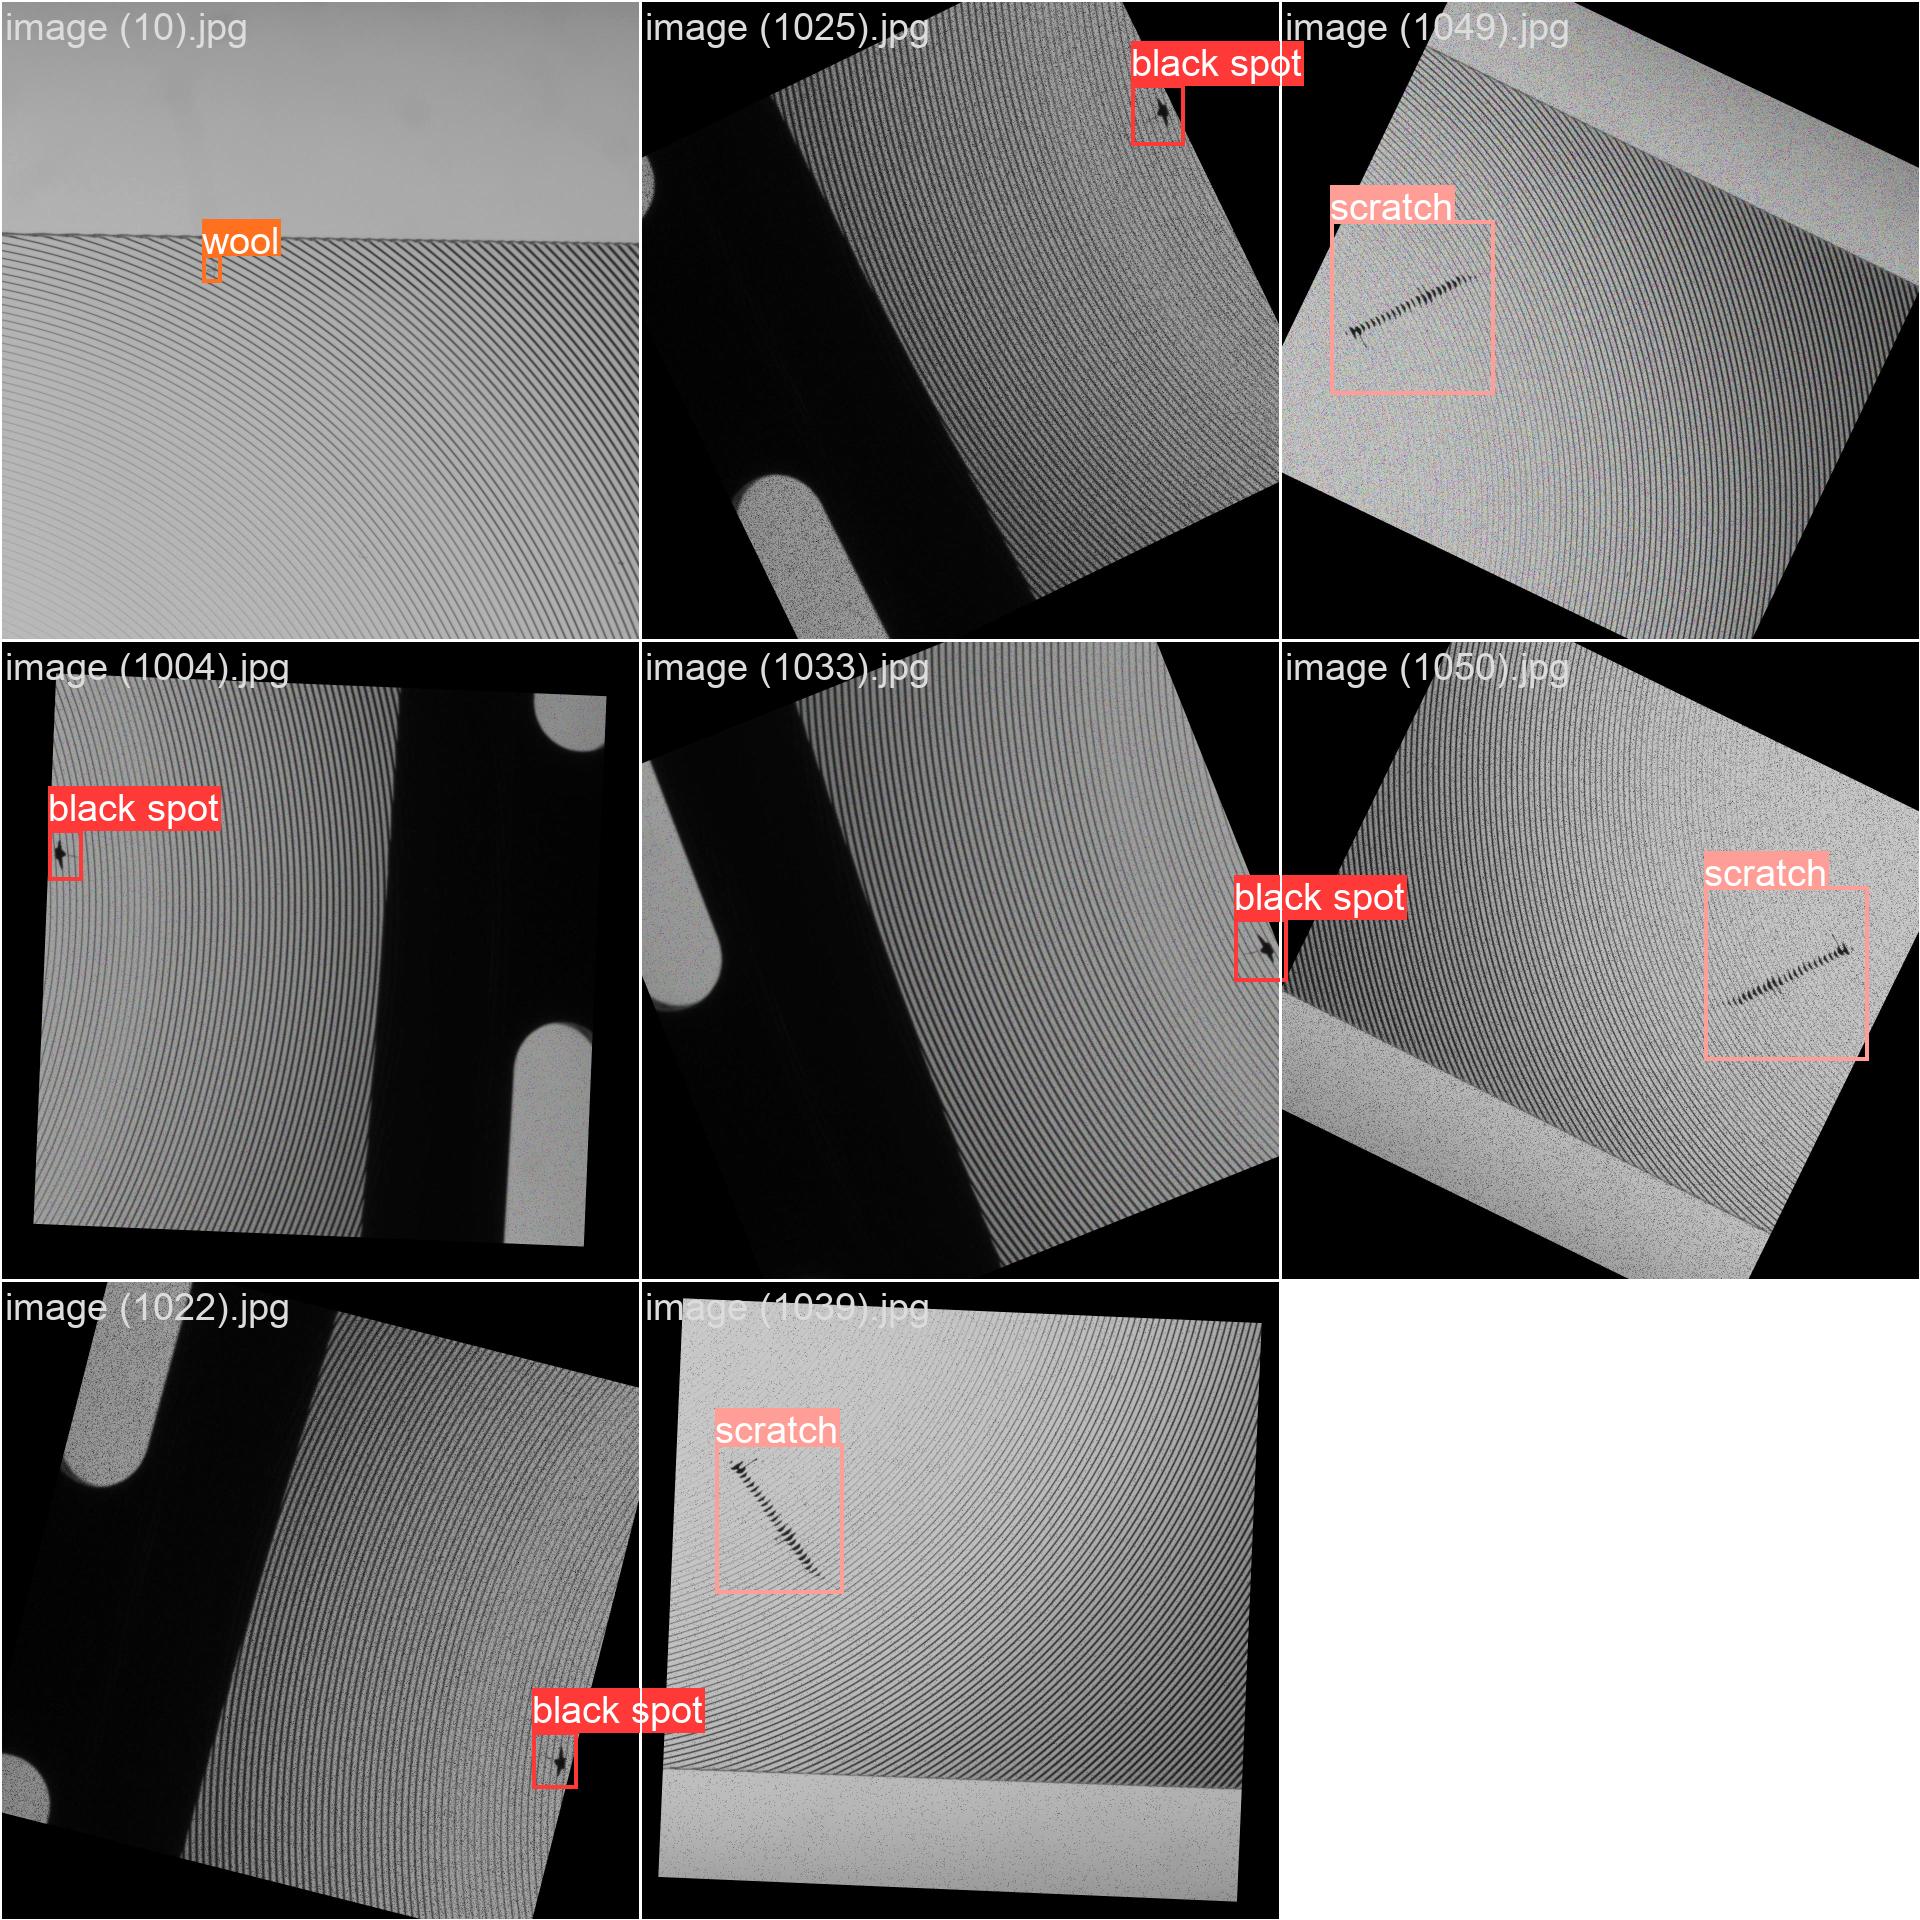 image (10).jpg
image (1025).jpg
image (1049).jpg
black spot
scratch
wool
image (1004).jpg
image (1033).jpg
image (1050).jpg
black spot
scratch
black spot
image (1022).jpg
image (1039).jpg
scratch
black spot